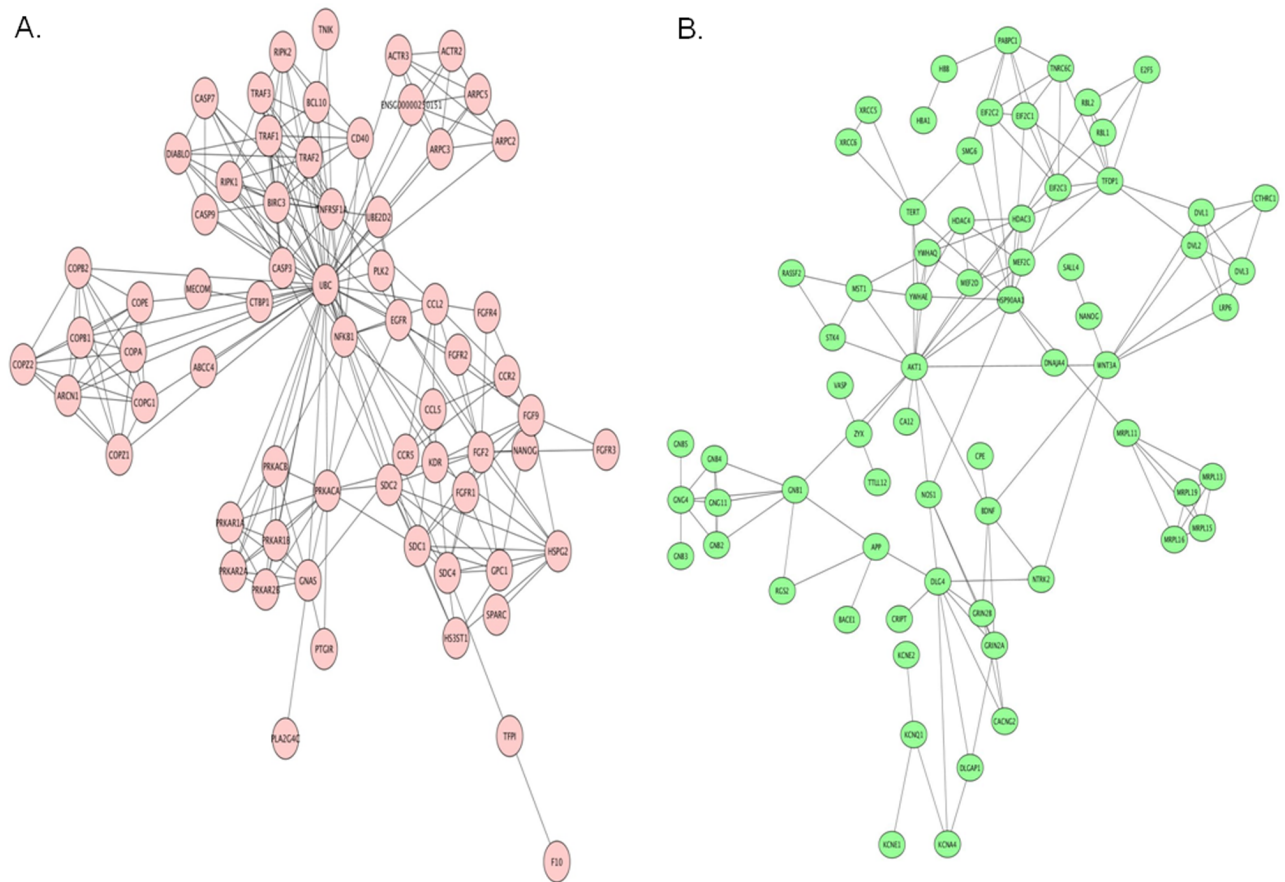 A.
TNIK
RIPK2
ACTR3
ACTR2
CASP7
TRAF3
BCL10
ENSG00000250151
ARPC5
TRAF1
CD40
ARPC3
ARPC2
DIABLO
TRAF2
RIPK1
BIRC3
TNFRSF1A
UBE2D2
CASP9
COPB2
CASP3
PLK2
MECOM
UBC
COPE
CTBP1
CCL2
FGFR4
COPB1
COPA
NFKB1
EGFR
FGFR2
COPZ2
ABCC4
CCR2
ARCN1
COPG1
CCL5
FGF9
COPZ1
CCR5
KDR
FGF2
NANOG
FGFR3
PRKACB
PRKACA
SDC2
FGFR1
PRKAR1A
PRKAR1B
SDC1
HSPG2
PRKAR2A
PRKAR2B
GNAS
SDC4
GPC1
SPARC
HS3ST1
PTGIR
PLA2G4C
TFPI
F10
B.
PABPC1
HBB
TNRC6C
E2F5
XRCC5
HBA1
EIF2C2
EIF2C1
RBL2
RBL1
XRCC6
SMG6
EIF2C3
TFDP1
TERT
HDAC4
HDAC3
DVL1
CTHRC1
YWHAQ
MEF2C
SALL4
DVL2
DVL3
RASSF2
MST1
YWHAE
MEF2D
HSP90AA1
NANOG
LRP6
STK4
AKT1
DNAJA4
WNT3A
VASP
CA12
ZYX
MRPL11
GNB5
GNB4
CPE
TTLL12
GNG4
GNG11
GNB1
NOS1
BDNF
MRPL19
MRPL13
MRPL15
MRPL16
GNB3
GNB2
APP
RGS2
DLG4
NTRK2
BACE1
CRIPT
GRIN2B
GRIN2A
KCNE2
KCNQ1
CACNG2
DLGAP1
KCNE1
KCNA4